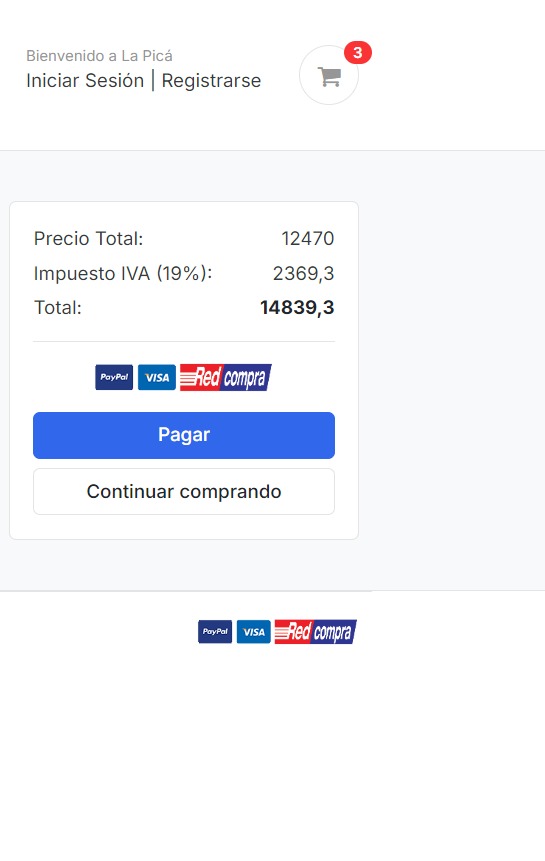 3
Bienvenido a La Picá
Iniciar Sesión | Registrarse
Precio Total: 12470
Impuesto IVA (19%): 2369,3
Total: 14839,3
PayPal VISA Red compra
Pagar
Continuar comprando
PayPal VISA Red compra